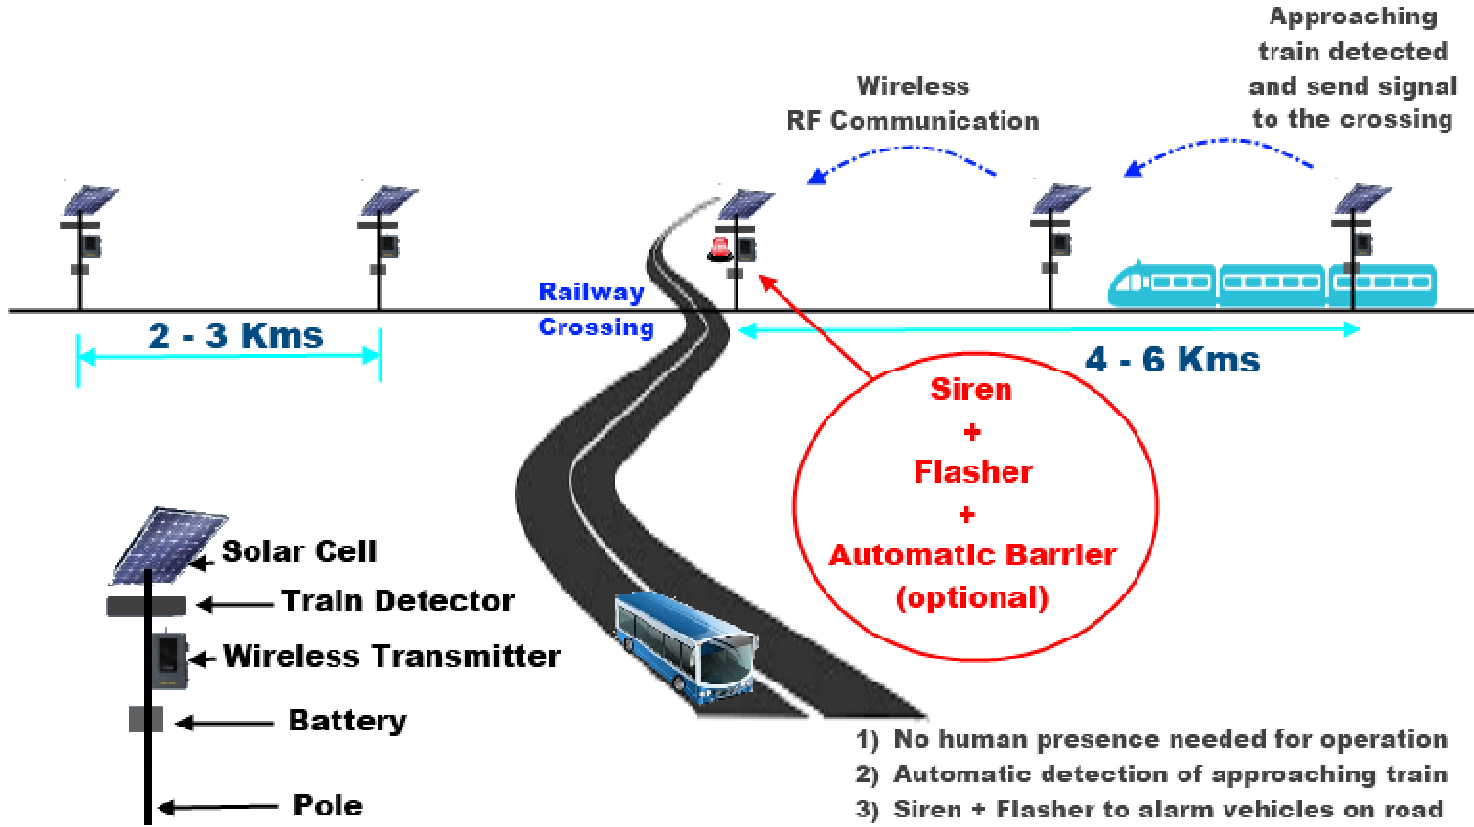 Approaching
train detected
and send signal
to the crossing
Wireless
RF Communication
Railway
Crossing
2 - 3 Kms
4 - 6 Kms
Siren
+
Flasher
+
Automatic Barrier
(optional)
Solar Cell
Train Detector
Wireless Transmitter
Battery
Pole
1) No human presence needed for operation
2) Automatic detection of approaching train
3) Siren + Flasher to alarm vehicles on road